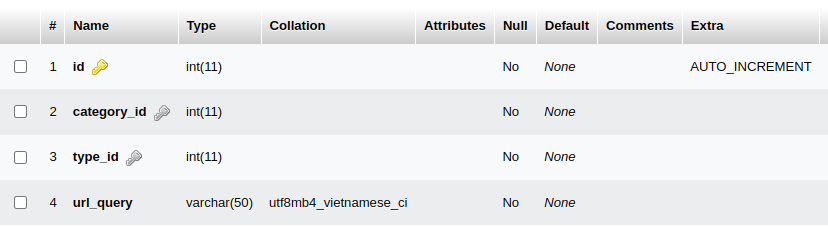 # Name Type Collation Attributes Null Default Comments Extra
1 id int(11) No None AUTO_INCREMENT
2 category_id int(11) No None
3 type_id int(11) No None
4 url_query varchar(50) utf8mb4_vietnamese_ci No None